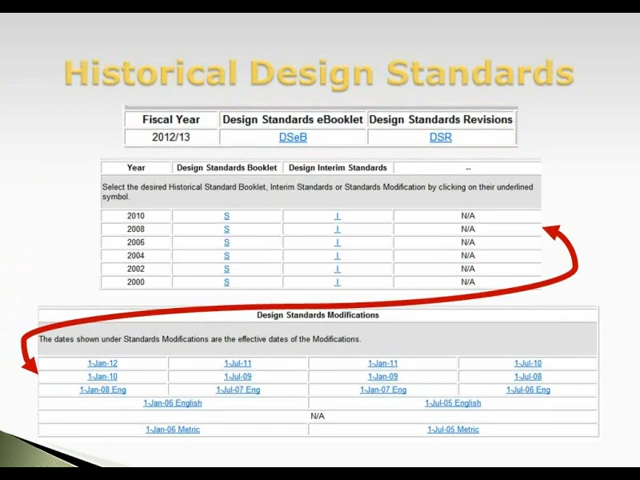 Historical Design Standards
Fiscal Year Design Standards eBooklet Design Standards Revisions
2012/13 DSeB DSR
Year Design Standards Booklet Design Interim Standards --
Select the desired Historical Standard Booklet, Interim Standards or Standards Modification by clicking on their underlined
symbol.
2010 S I N/A
2008 S I N/A
2006 S I N/A
2004 S I N/A
2002 S I N/A
2000 S I N/A
Design Standards Modifications
The dates shown under Standards Modifications are the effective dates of the Modifications.
1-Jan-12 1-Jul-11 1-Jan-11 1-Jul-10
1-Jan-10 1-Jul-09 1-Jan-09 1-Jul-08
1-Jan-08 Eng 1-Jul-07 Eng 1-Jan-07 Eng 1-Jul-06 Eng
1-Jan-06 English 1-Jul-05 English
N/A
1-Jan-06 Metric 1-Jul-05 Metric